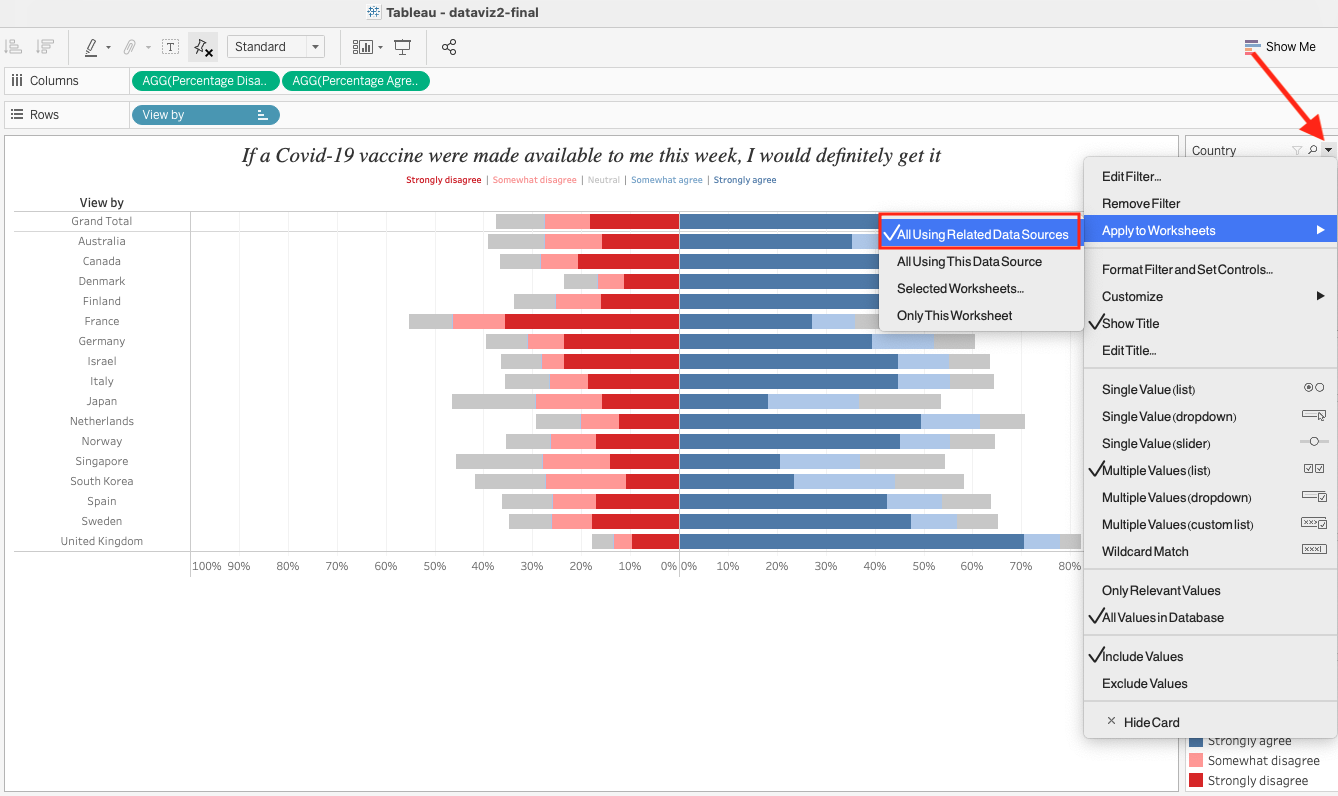 Tableau - dataviz2-final
Standard
Show Me
Columns
AGG(Percentage Disa..
AGG(Percentage Agre..
Rows
View by
If a Covid-19 vaccine were made available to me this week, I would definitely get it
Strongly disagree | Somewhat disagree | Neutral | Somewhat agree | Strongly agree
View by
Grand Total
Australia
Canada
Denmark
Finland
France
Germany
Israel
Italy
Japan
Netherlands
Norway
Singapore
South Korea
Spain
Sweden
United Kingdom
100% 90% 80% 70% 60% 50% 40% 30% 20% 10% 0% 0% 10% 20% 30% 40% 50% 60% 70% 80%
All Using Related Data Sources
All Using This Data Source
Selected Worksheets...
Only This Worksheet
Country
Edit Filter...
Remove Filter
Apply to Worksheets
Format Filter and Set Controls...
Customize
Show Title
Edit Title...
Single Value (list)
Single Value (dropdown)
Single Value (slider)
Multiple Values (list)
Multiple Values (dropdown)
Multiple Values (custom list)
Wildcard Match
Only Relevant Values
All Values in Database
Include Values
Exclude Values
Hide Card
Strongly agree
Somewhat disagree
Strongly disagree